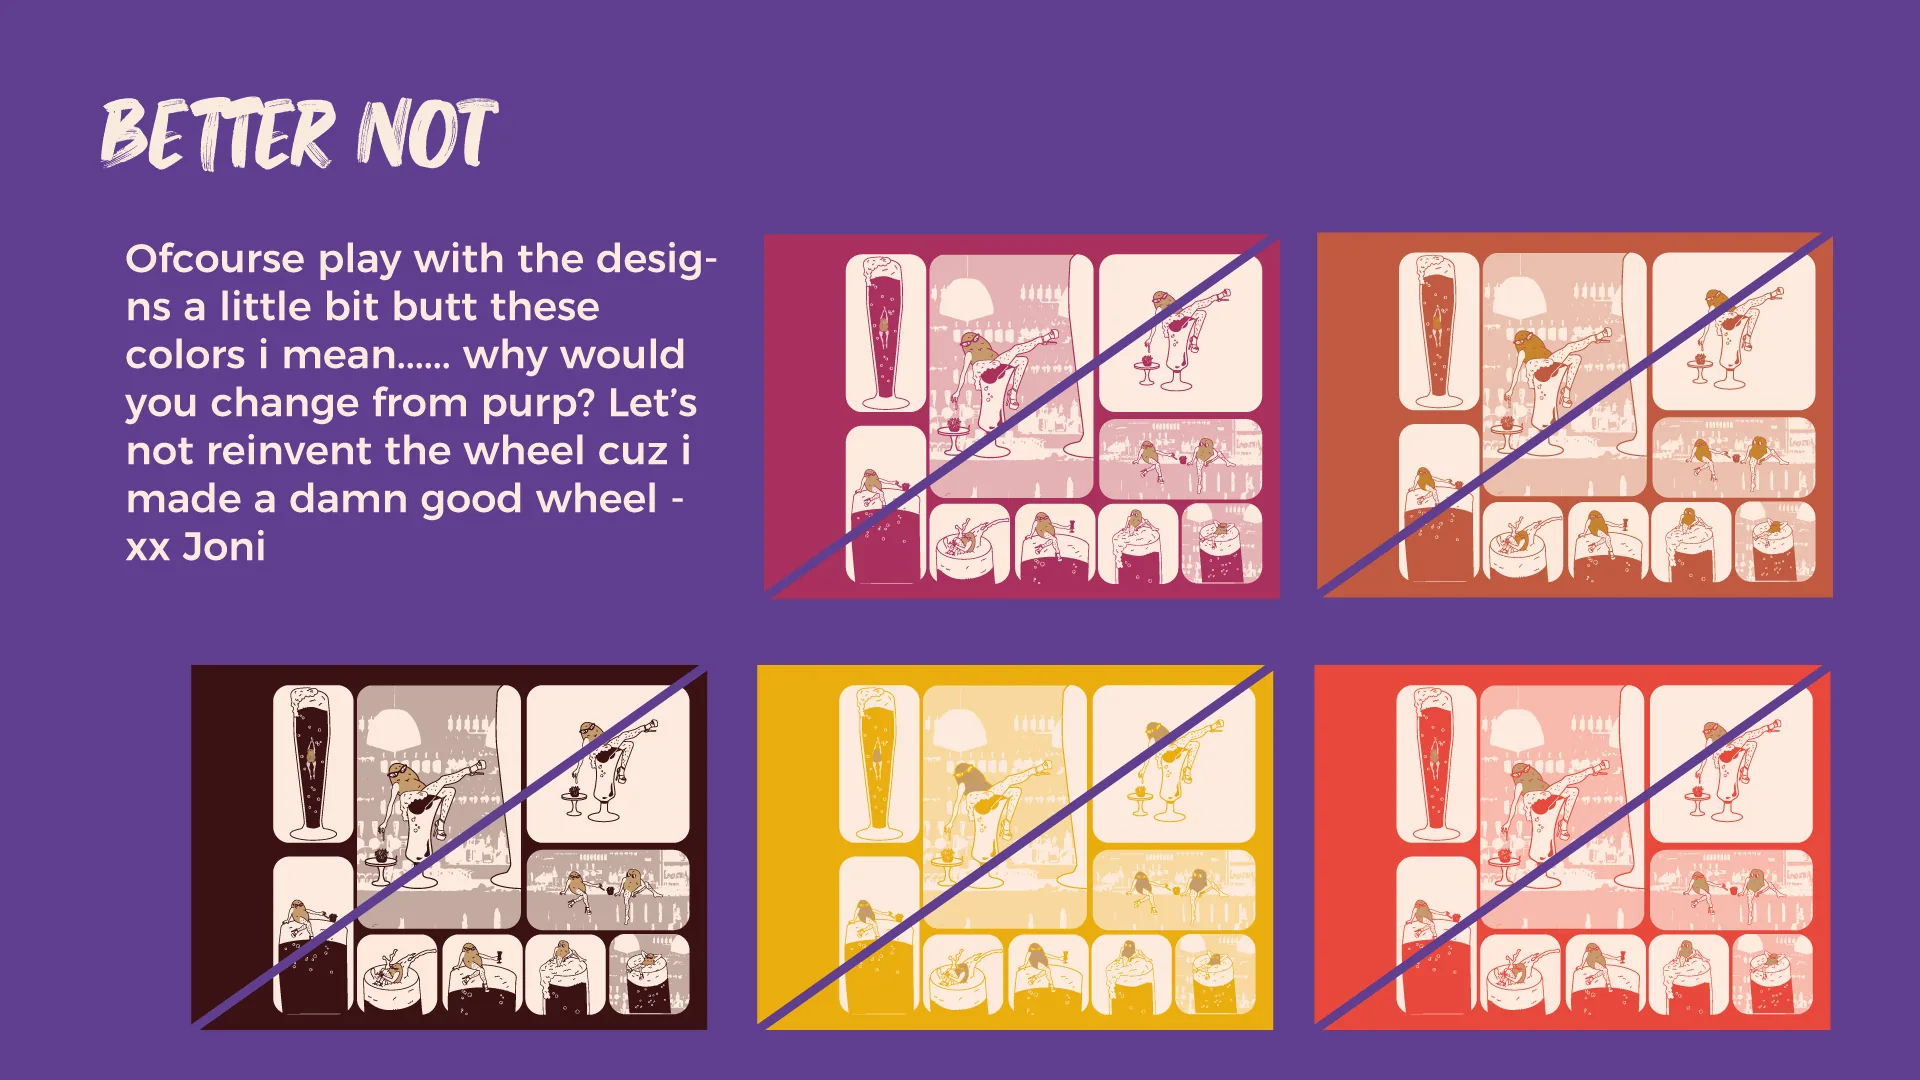 BETTER NOT
Ofcourse play with the desig-
ns a little bit butt these
colors i mean...... why would
you change from purp? Let's
not reinvent the wheel cuz i
made a damn good wheel -
xx Joni